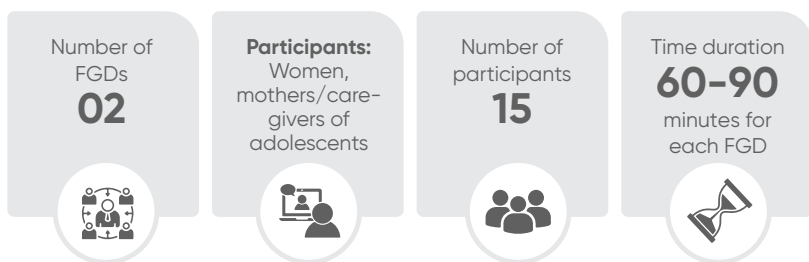 Number of
FGDs
02
Participants:
Women,
mothers/care-
givers of
adolescents
Number of
participants
15
Time duration
60-90
minutes for
each FGD